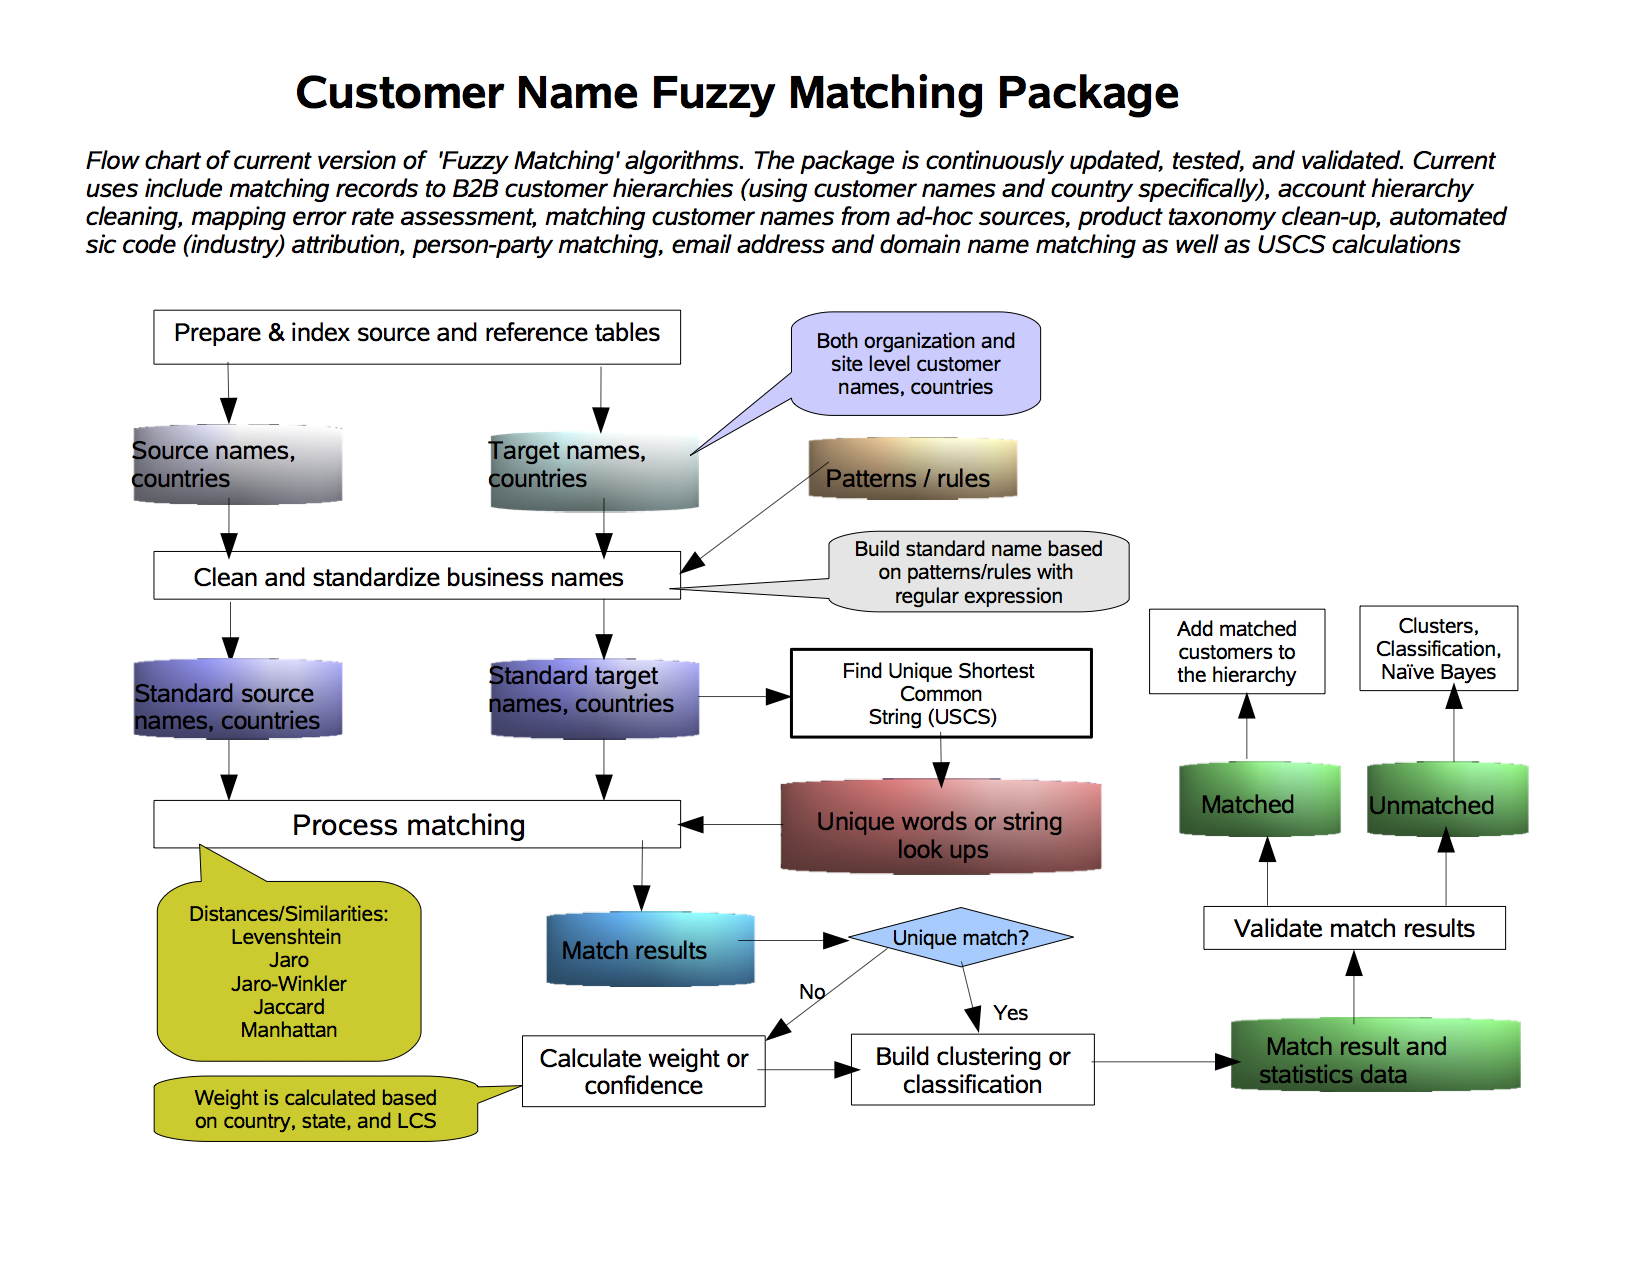 Customer Name Fuzzy Matching Package
Flow chart of current version of  'Fuzzy Matching' algorithms. The package is continuously updated, tested, and validated. Current
uses include matching records to B2B customer hierarchies (using customer names and country specifically), account hierarchy
cleaning, mapping error rate assessment, matching customer names from ad-hoc sources, product taxonomy clean-up, automated
sic code (industry) attribution, person-party matching, email address and domain name matching as well as USCS calculations
Prepare & index source and reference tables
Both organization and
site level customer
names, countries
Source names,
countries
Target names,
countries
Patterns / rules
Clean and standardize business names
Build standard name based
on patterns/rules with
regular expression
Standard source
names, countries
Standard target
names, countries
Find Unique Shortest
Common
String (USCS)
Add matched
customers to
the hierarchy
Clusters,
Classification,
Naïve Bayes
Process matching
Unique words or string
look ups
Matched
Unmatched
Distances/Similarities:
Levenshtein
Jaro
Jaro-Winkler
Jaccard
Manhattan
Match results
Unique match?
Validate match results
No
Yes
Calculate weight or
confidence
Build clustering or
classification
Match result and
statistics data
Weight is calculated based
on country, state, and LCS